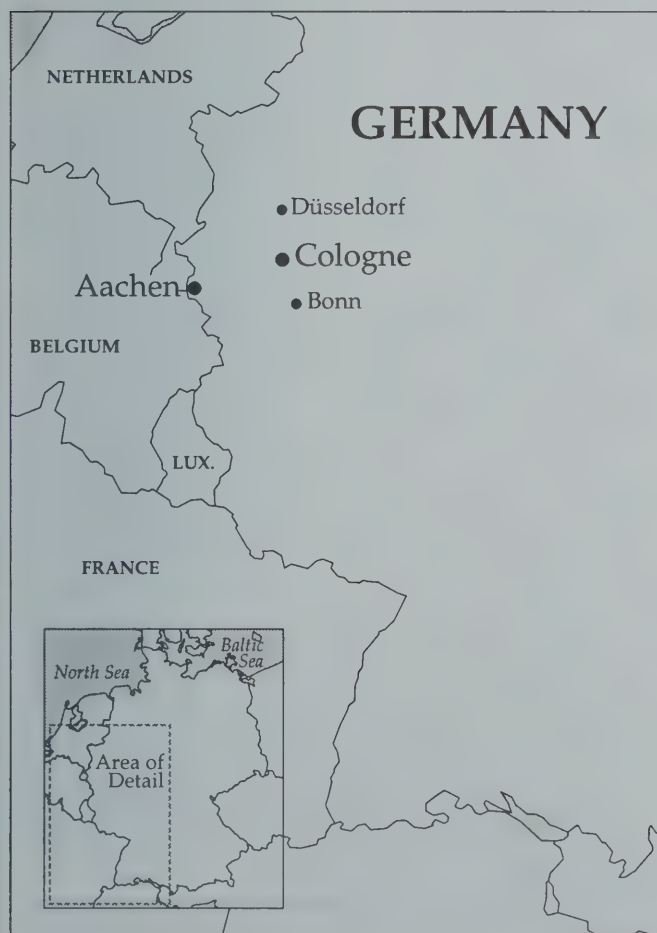 NETHERLANDS
GERMANY
Düsseldorf
Cologne
Aachen
Bonn
BELGIUM
LUX.
FRANCE
North Sea
Baltic
Sea
Area of
Detail